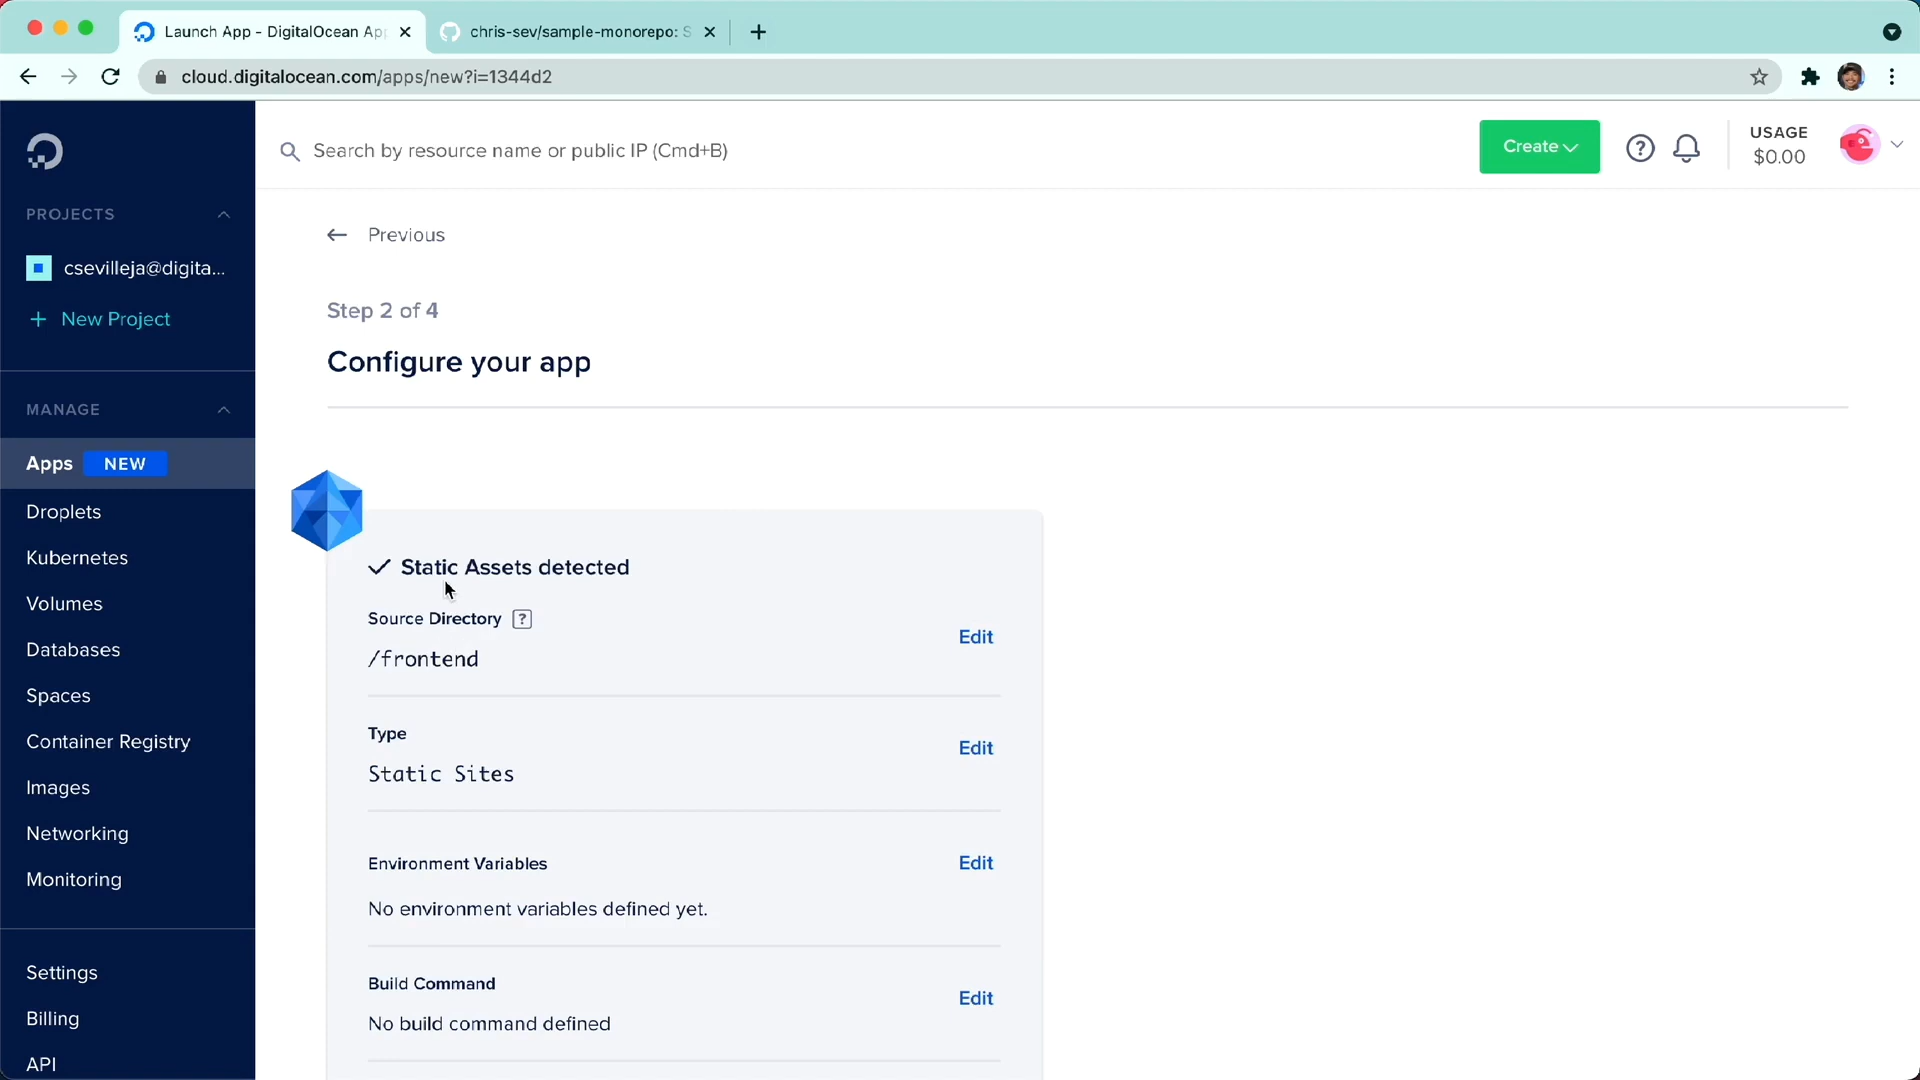 Launch App - DigitalOcean Ap
chris-sev/sample-monorepo: S
cloud.digitalocean.com/apps/new?i=1344d2
Search by resource name or public IP (Cmd+B)
Create
?
USAGE
$0.00
PROJECTS
csevilleja@digita...
+ New Project
MANAGE
Apps NEW
Droplets
Kubernetes
Volumes
Databases
Spaces
Container Registry
Images
Networking
Monitoring
Settings
Billing
API
← Previous
Step 2 of 4
Configure your app
✓ Static Assets detected
Source Directory ?
Edit
/frontend
Type
Edit
Static Sites
Environment Variables
Edit
No environment variables defined yet.
Build Command
Edit
No build command defined